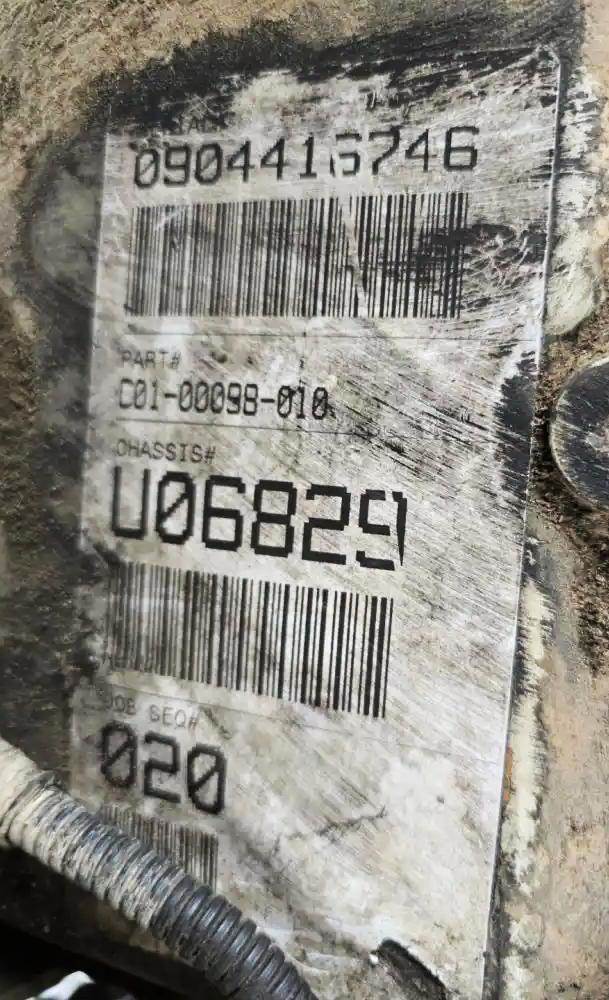 0904416746
PART#
C01-00098-010
CHASSIS#
U06829
JOB SEQ#
020